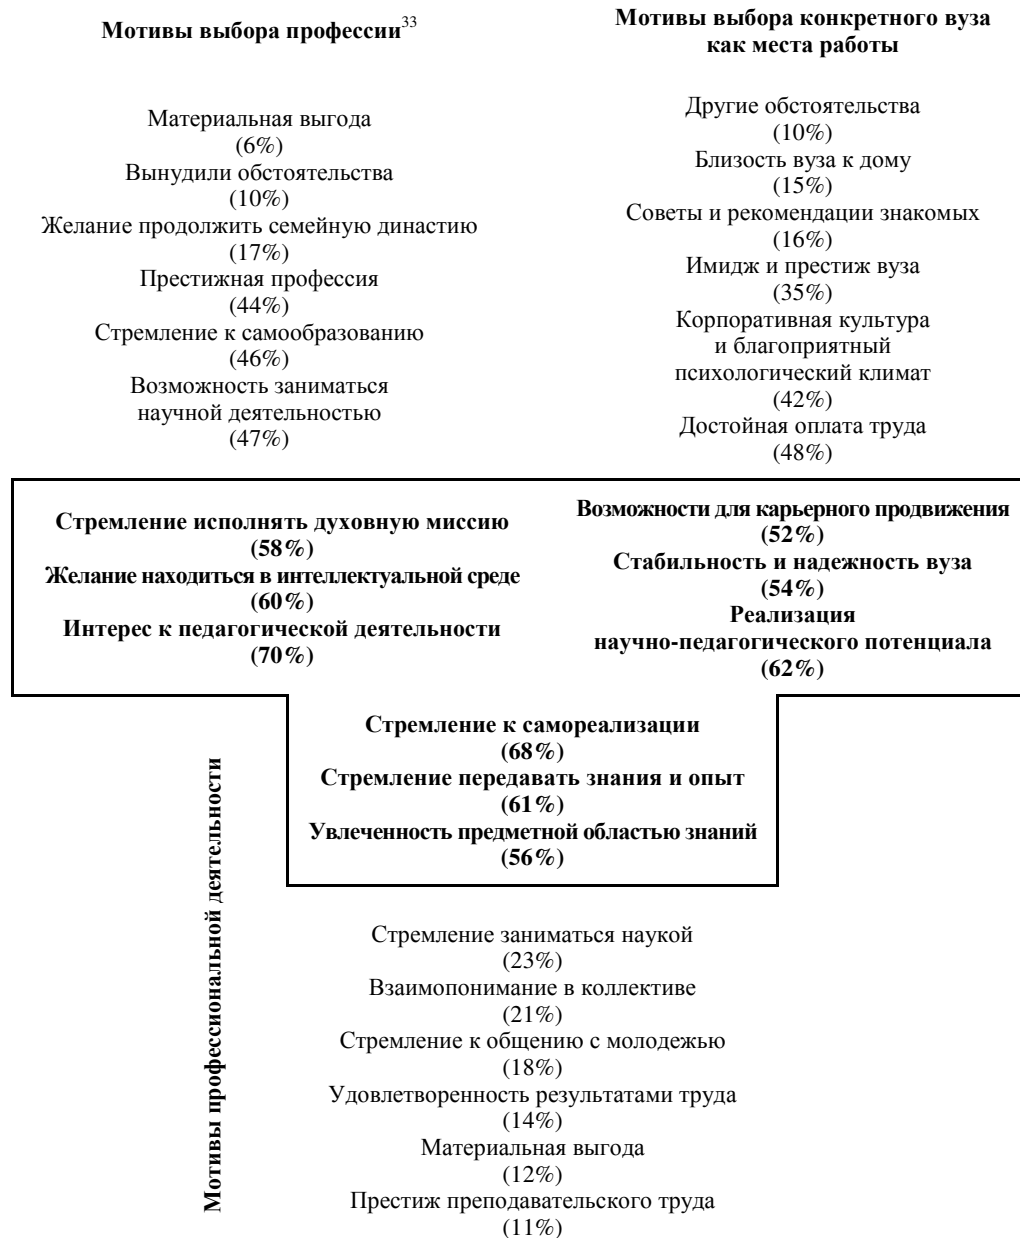 Мотивы выбора профессии33
Материальная выгода
(6%)
Вынудили обстоятельства
(10%)
Желание продолжить семейную династию
(17%)
Престижная профессия
(44%)
Стремление к самообразованию
(46%)
Возможность заниматься
научной деятельностью
(47%)
Мотивы выбора конкретного вуза
как места работы
Другие обстоятельства
(10%)
Близость вуза к дому
(15%)
Советы и рекомендации знакомых
(16%)
Имидж и престиж вуза
(35%)
Корпоративная культура
и благоприятный
психологический климат
(42%)
Достойная оплата труда
(48%)
Стремление исполнять духовную миссию
(58%)
Желание находиться в интеллектуальной среде
(60%)
Интерес к педагогической деятельности
(70%)
Возможности для карьерного продвижения
(52%)
Стабильность и надежность вуза
(54%)
Реализация
научно-педагогического потенциала
(62%)
Стремление к самореализации
(68%)
Стремление передавать знания и опыт
(61%)
Увлеченность предметной областью знаний
(56%)
Мотивы профессиональной деятельности
Стремление заниматься наукой
(23%)
Взаимопонимание в коллективе
(21%)
Стремление к общению с молодежью
(18%)
Удовлетворенность результатами труда
(14%)
Материальная выгода
(12%)
Престиж преподавательского труда
(11%)